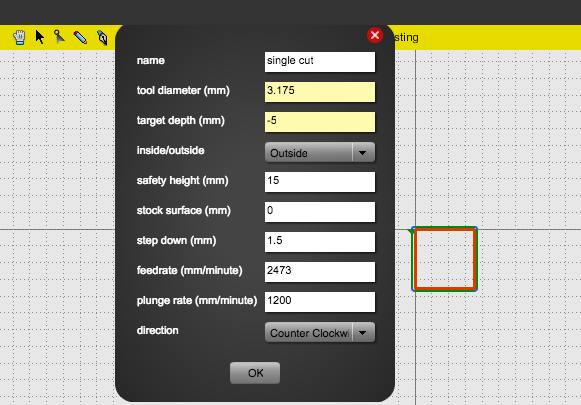 sting
name single cut
tool diameter (mm) 3.175
target depth (mm) -5
inside/outside Outside
safety height (mm) 15
stock surface (mm) 0
step down (mm) 1.5
feedrate (mm/minute) 2473
plunge rate (mm/minute) 1200
direction Counter Clockwi
OK